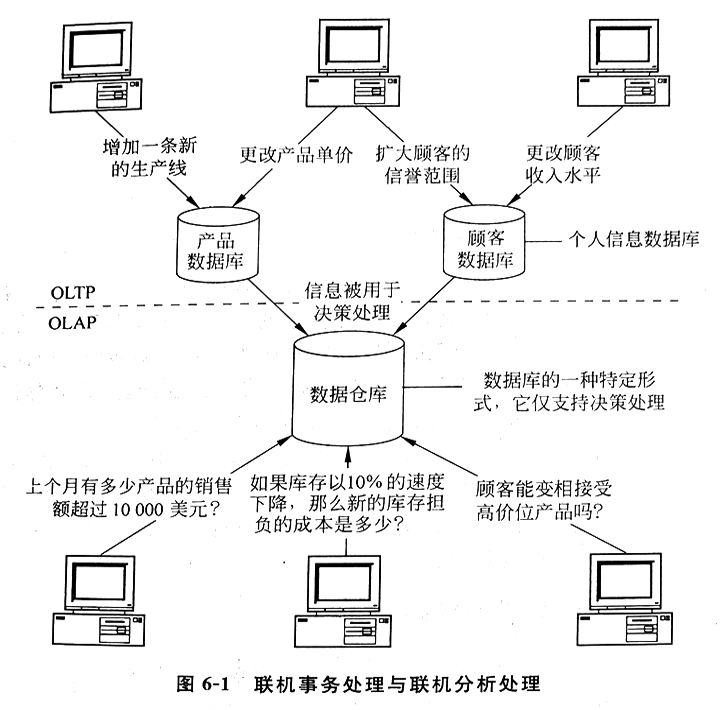 增加一条新
的生产线
更改产品单价
扩大顾客的
信誉范围
更改顾客
收入水平
产品
数据库
顾客
数据库
个人信息数据库
OLTP
信息被用于
决策处理
OLAP
数据仓库
数据库的一种特定形
式，它仅支持决策处理
上个月有多少产品的销售
额超过10 000 美元？
如果库存以10%的速度
下降，那么新的库存担
负的成本是多少？
顾客能变相接受
高价位产品吗？
图 6-1 联机事务处理与联机分析处理